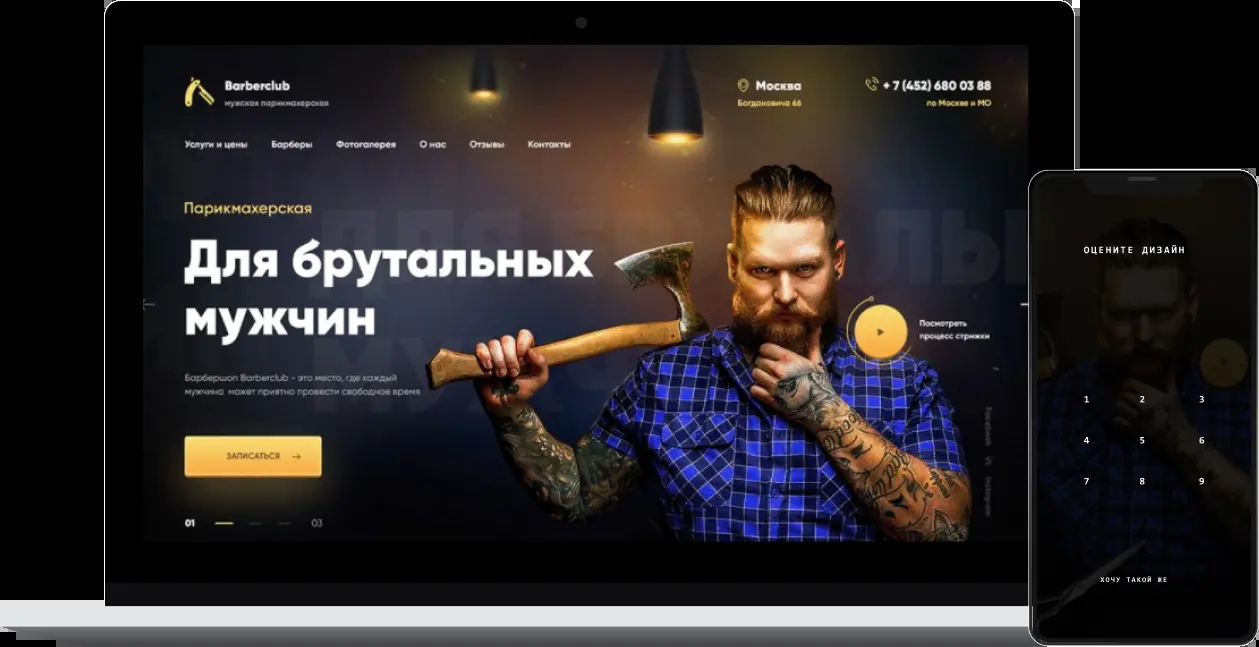 Barberclub
мужская парикмахерская
Москва
Богдановича 66
+ 7 (452) 680 03 88
по Москве и МО
Услуги и цены Барберы Фотогалерея О нас Отзывы Контакты
Парикмахерская
Для брутальных
мужчин
Посмотреть
процесс стрижки
Барбершоп Barberclub - это место, где каждый
мужчина может приятно провести свободное время
ЗАПИСАТЬСЯ →
01 03
Facebook Vk Instagram
ОЦЕНИТЕ ДИЗАЙН
1 2 3
4 5 6
7 8 9
ХОЧУ ТАКОЙ ЖЕ